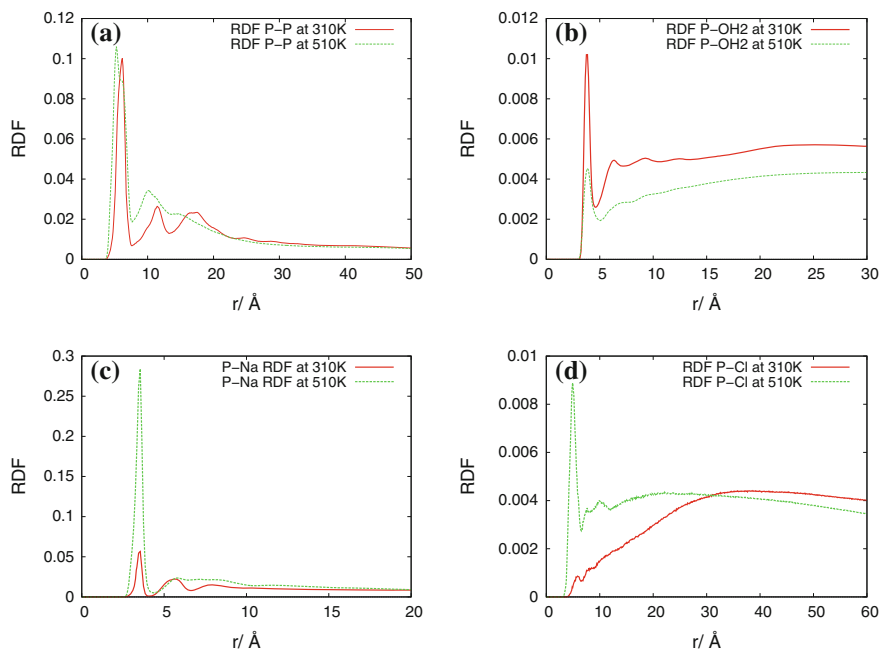 (a)
RDF P-P at 310K
RDF P-P at 510K
0.12
0.1
0.08
0.06
0.04
0.02
0
RDF
0 10 20 30 40 50
r/ Å
(b)
RDF P-OH2 at 310K
RDF P-OH2 at 510K
0.012
0.01
0.008
0.006
0.004
0.002
0
RDF
0 5 10 15 20 25 30
r/ Å
(c)
P-Na RDF at 310K
P-Na RDF at 510K
0.3
0.25
0.2
0.15
0.1
0.05
0
RDF
0 5 10 15 20
r/ Å
(d)
RDF P-Cl at 310K
RDF P-Cl at 510K
0.01
0.008
0.006
0.004
0.002
0
RDF
0 10 20 30 40 50 60
r/ Å